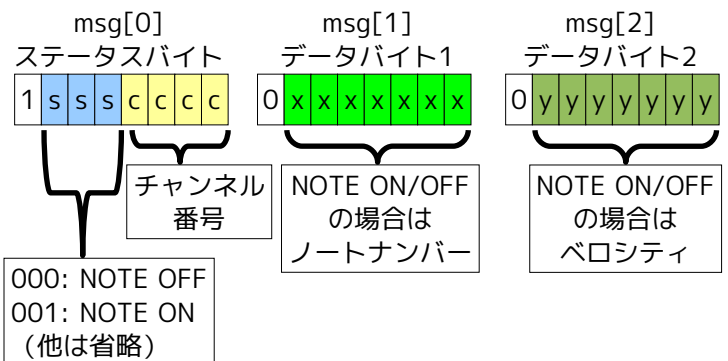 msg[0]
ステータスバイト
1 s s s c c c c
msg[1]
データバイト1
0 x x x x x x x
msg[2]
データバイト2
0 y y y y y y y
チャンネル
番号
NOTE ON/OFF
の場合は
ノートナンバー
NOTE ON/OFF
の場合は
ベロシティ
000: NOTE OFF
001: NOTE ON
(他は省略)